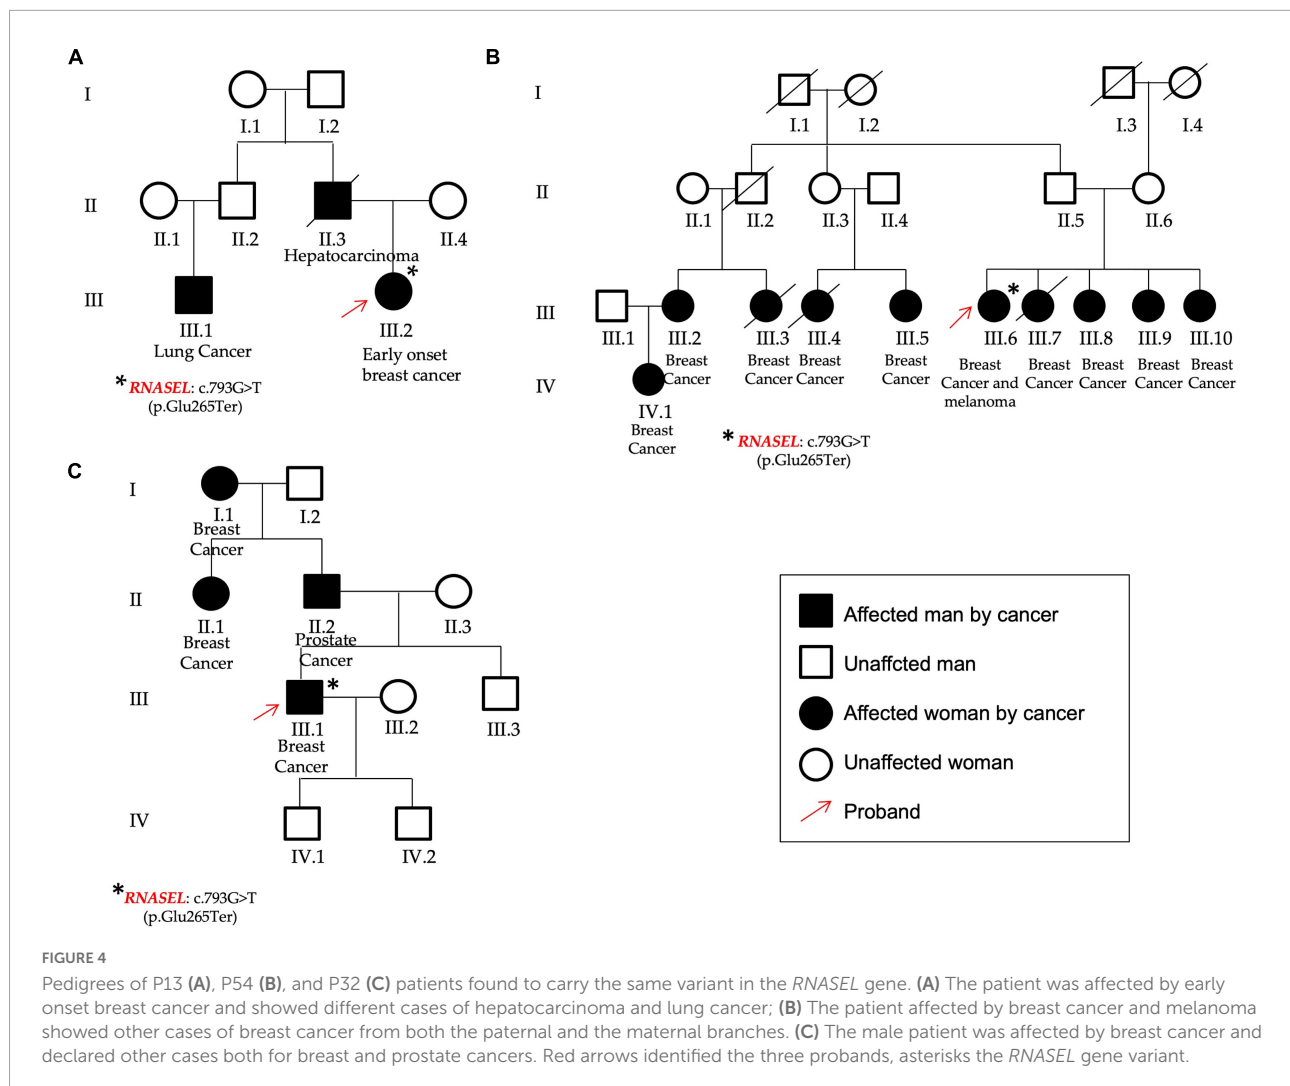 A
I
I.1
I.2
II
II.1
II.2
II.3
II.4
Hepatocarcinoma
*
III
III.1
III.2
Lung Cancer
Early onset
breast cancer
*RNASEL: c.793G>T
(p.Glu265Ter)
B
I
I.1
I.2
I.3
I.4
II
II.1
II.2
II.3
II.4
II.5
II.6
*
III
III.1
III.2
III.3
III.4
III.5
III.6
III.7
III.8
III.9
III.10
Breast
Cancer
Breast
Cancer
Breast
Cancer
Breast
Cancer
Breast
Cancer and
melanoma
Breast
Cancer
Breast
Cancer
Breast
Cancer
Breast
Cancer
IV
IV.1
Breast
Cancer
*RNASEL: c.793G>T
(p.Glu265Ter)
C
I
I.1
I.2
Breast
Cancer
II
II.1
II.2
II.3
Breast
Cancer
Prostate
Cancer
*
III
III.1
III.2
III.3
Breast
Cancer
IV
IV.1
IV.2
*RNASEL: c.793G>T
(p.Glu265Ter)
Affected man by cancer
Unaffcted man
Affected woman by cancer
Unaffected woman
Proband
FIGURE 4
Pedigrees of P13 (A), P54 (B), and P32 (C) patients found to carry the same variant in the RNASEL gene. (A) The patient was affected by early
onset breast cancer and showed different cases of hepatocarcinoma and lung cancer; (B) The patient affected by breast cancer and melanoma
showed other cases of breast cancer from both the paternal and the maternal branches. (C) The male patient was affected by breast cancer and
declared other cases both for breast and prostate cancers. Red arrows identified the three probands, asterisks the RNASEL gene variant.